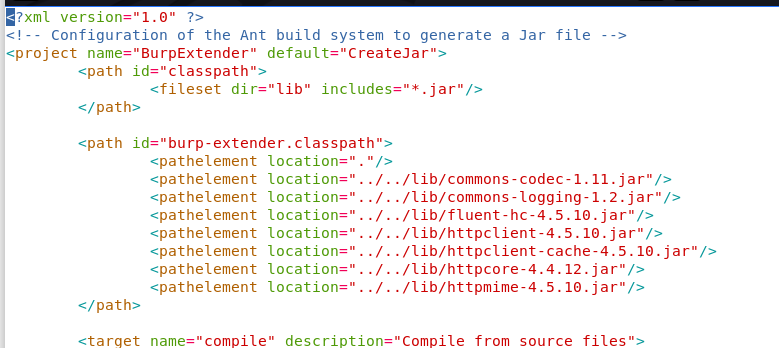 <?xml version="1.0" ?>
<!-- Configuration of the Ant build system to generate a Jar file -->
<project name="BurpExtender" default="CreateJar">
        <path id="classpath">
                <fileset dir="lib" includes="*.jar"/>
        </path>

        <path id="burp-extender.classpath">
                <pathelement location="."/>
                <pathelement location="../../lib/commons-codec-1.11.jar"/>
                <pathelement location="../../lib/commons-logging-1.2.jar"/>
                <pathelement location="../../lib/fluent-hc-4.5.10.jar"/>
                <pathelement location="../../lib/httpclient-4.5.10.jar"/>
                <pathelement location="../../lib/httpclient-cache-4.5.10.jar"/>
                <pathelement location="../../lib/httpcore-4.4.12.jar"/>
                <pathelement location="../../lib/httpmime-4.5.10.jar"/>
        </path>

        <target name="compile" description="Compile from source files">